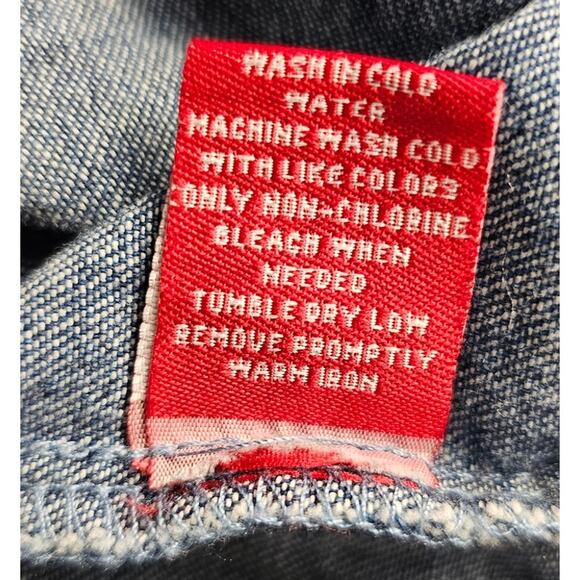 WASH IN COLD
WATER
MACHINE WASH COLD
WITH LIKE COLORS
ONLY NON-CHLORINE
BLEACH WHEN
NEEDED
TUMBLE DRY LOW
REMOVE PROMPTLY
WARM IRON